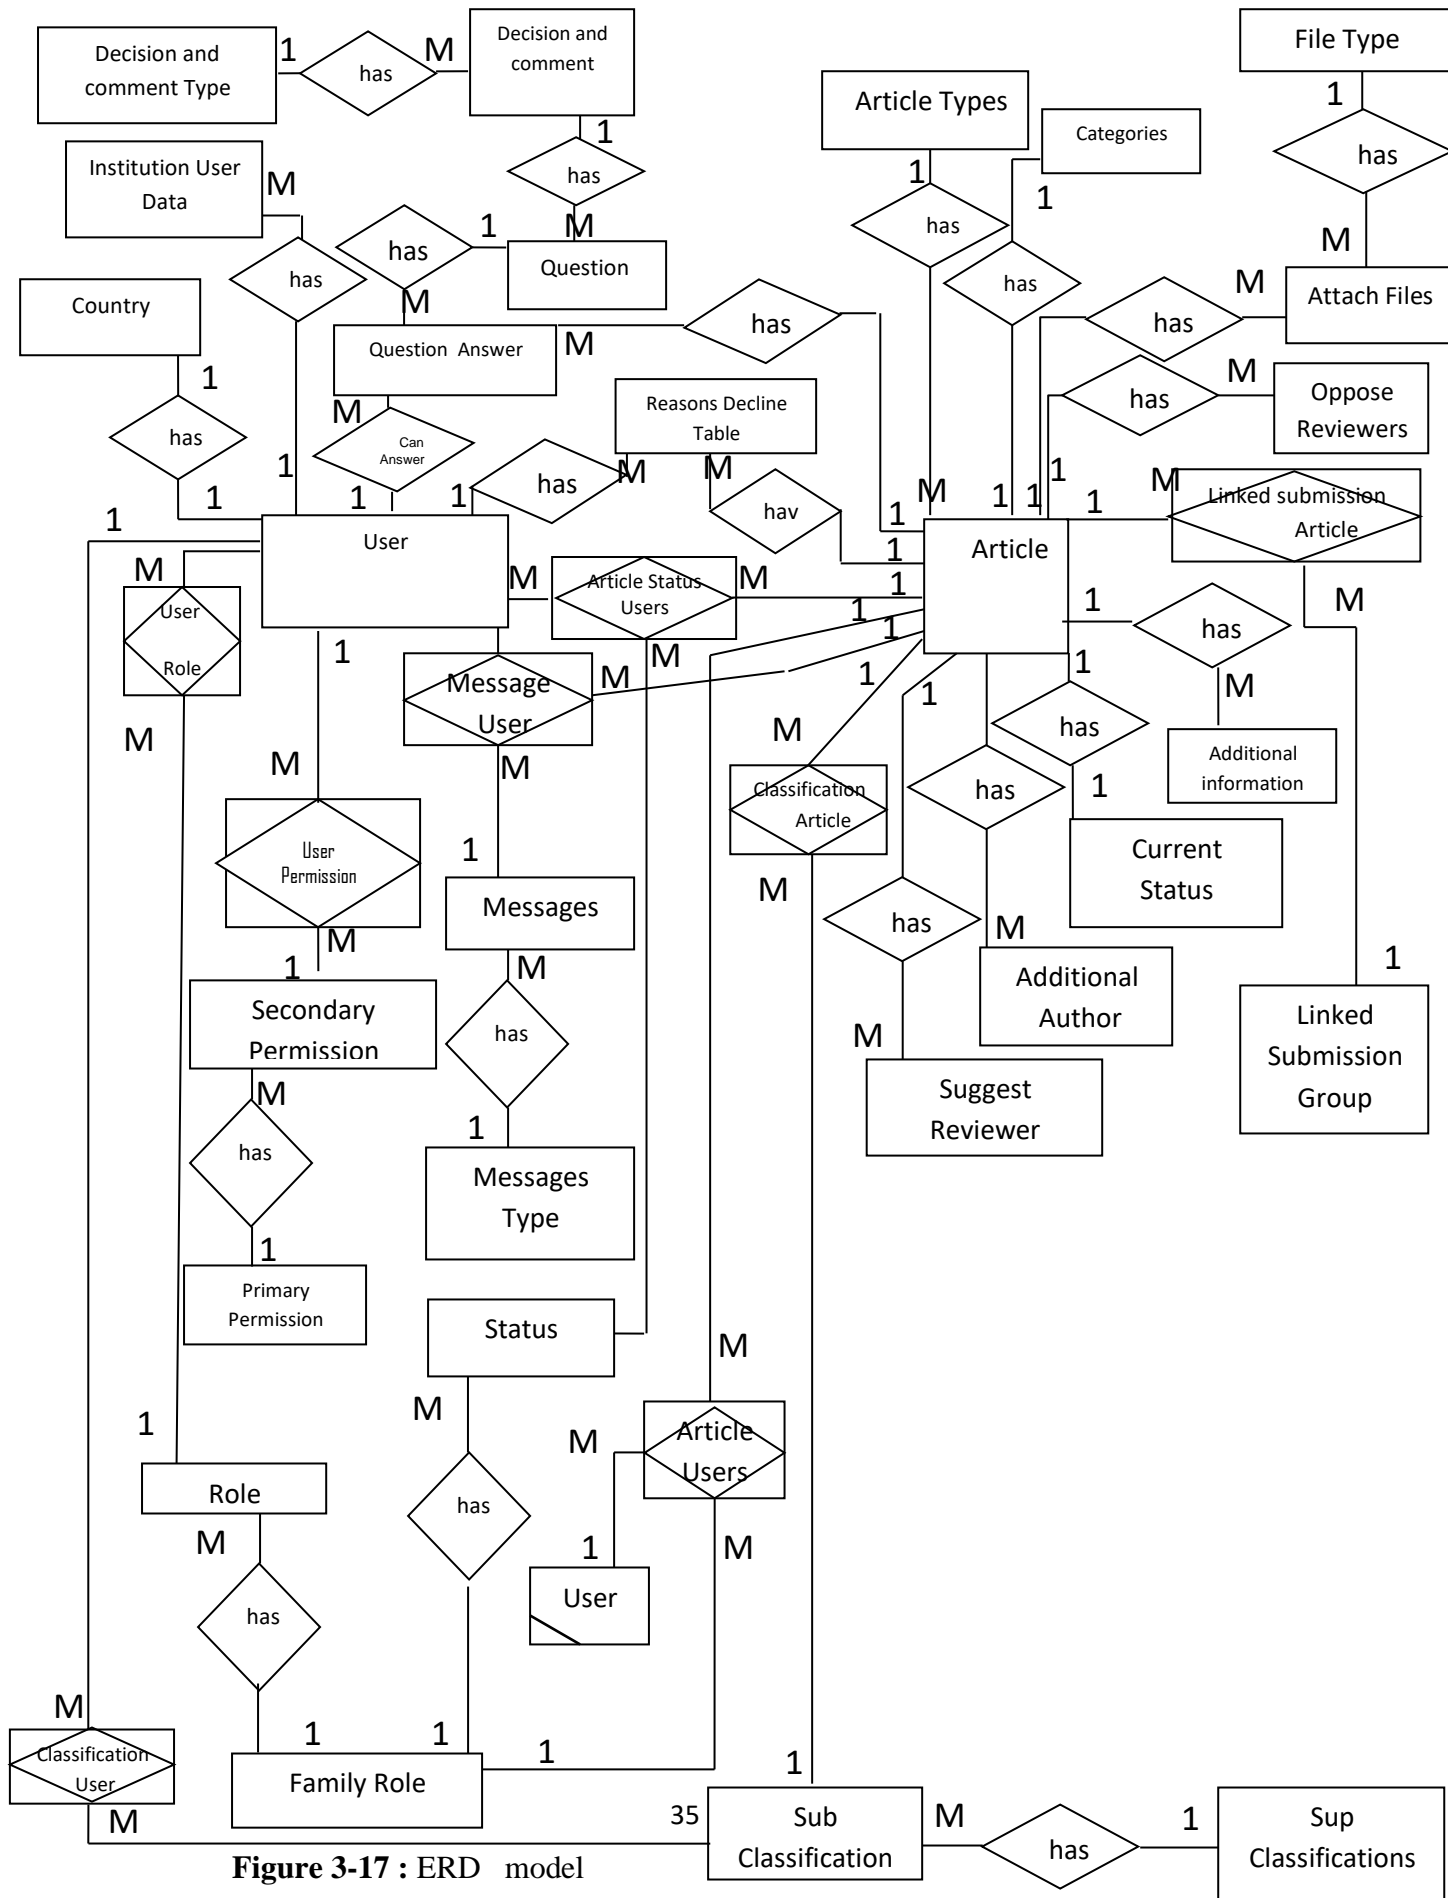 Decision and
comment Type
1
has
M
Decision and
comment
1
has
M
Question
1
has
M
Question Answer
M
has
M
Can
Answer
1
Institution User
Data
M
has
1
Country
1
has
1
Reasons Decline
Table
M
has
1
M
hav
1
1
Article Types
1
has
M
Categories
1
has
1
File Type
1
has
M
Attach Files
M
has
1
Oppose
Reviewers
M
has
1
Linked submission
Article
M
1
M
1
Linked
Submission
Group
User
Article
1
M
User
Role
M
1
M
Article Status
Users
M
1
M
Message
User
M
1
M
1
1
M
User
Permission
M
1
Secondary
Permission
M
has
1
Primary
Permission
1
Messages
M
has
1
Messages
Type
Status
M
has
1
1
has
M
Additional
information
1
has
1
Current
Status
has
M
Additional
Author
1
has
M
Suggest
Reviewer
1
M
Classification
Article
M
1
M
Article
Users
M
1
User
M
1
Role
M
has
1
Family Role
M
Classification
User
M
35
Sub
Classification
M
has
1
Sup
Classifications
Figure 3-17 : ERD model